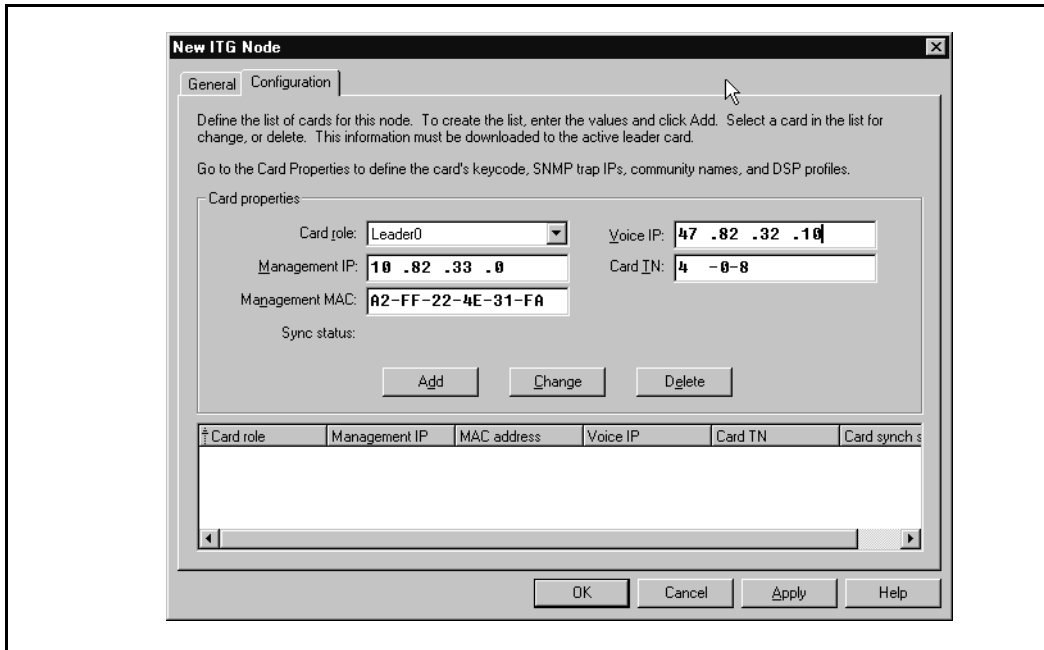 New ITG Node
General Configuration
Define the list of cards for this node. To create the list, enter the values and click Add. Select a card in the list for
change, or delete. This information must be downloaded to the active leader card.
Go to the Card Properties to define the card's keycode, SNMP trap IPs, community names, and DSP profiles.
Card properties
Card role: Leader0 Voice IP: 47 .82 .32 .10
Management IP: 10 .82 .33 .0 Card TN: 4 -0-8
Management MAC: A2-FF-22-4E-31-FA
Sync status:
Add Change Delete
Card role Management IP MAC address Voice IP Card TN Card synch s
OK Cancel Apply Help